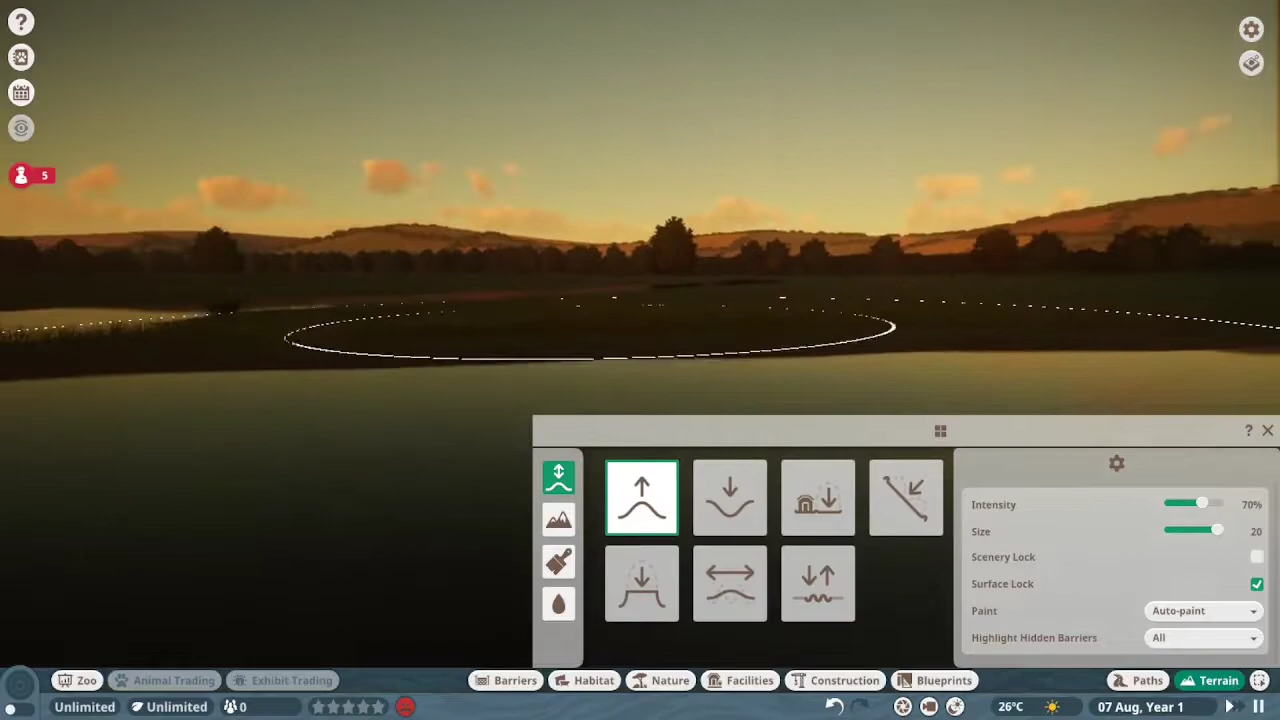 ?
5
?
Intensity 70%
Size 20
Scenery Lock
Surface Lock
Paint Auto-paint
Highlight Hidden Barriers All
Zoo Animal Trading Exhibit Trading Barriers Habitat Nature Facilities Construction Blueprints Paths Terrain
Unlimited Unlimited 0 26°C 07 Aug, Year 1